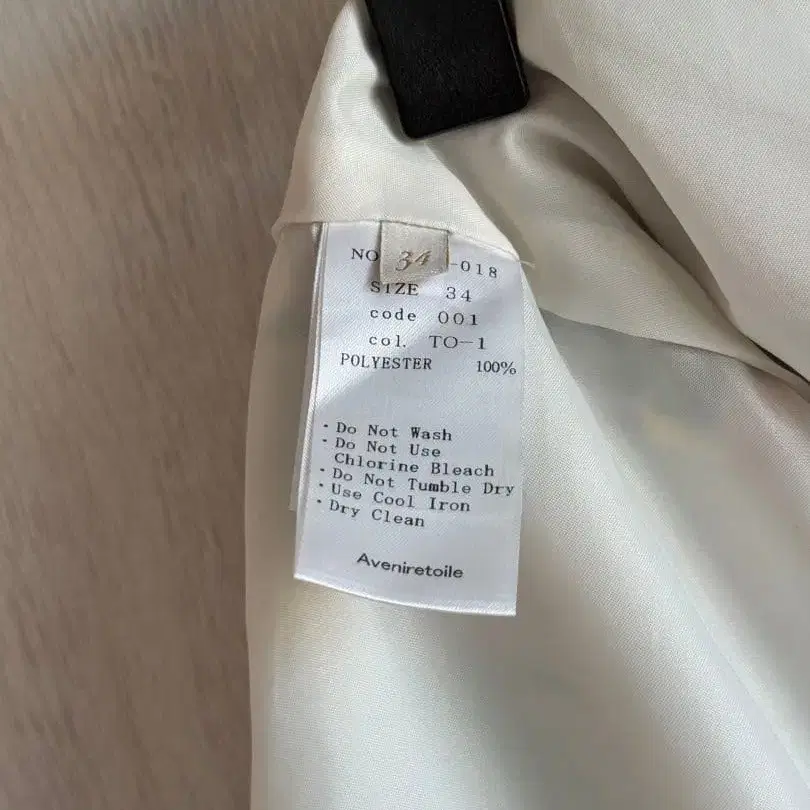 34
NO -018
SIZE 34
code 001
col. TO-1
POLYESTER 100%
・Do Not Wash
・Do Not Use
Chlorine Bleach
・Do Not Tumble Dry
・Use Cool Iron
・Dry Clean
Aveniretoile